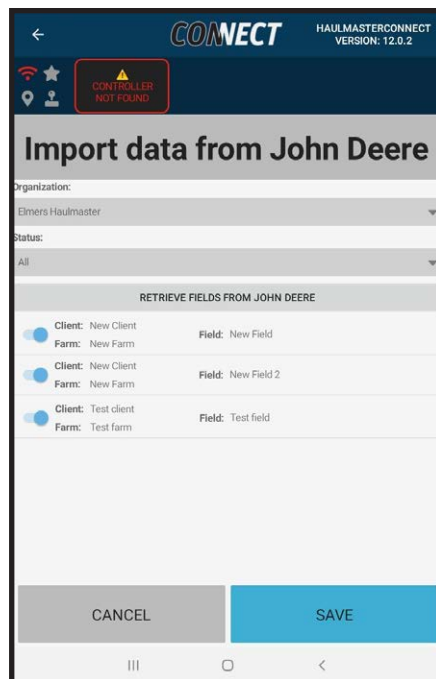 CONNECT
HAULMASTERCONNECT
VERSION: 12.0.2
CONTROLLER
NOT FOUND
Import data from John Deere
Organization:
Elmers Haulmaster
Status:
All
RETRIEVE FIELDS FROM JOHN DEERE
Client: New Client
Farm: New Farm
Field: New Field
Client: New Client
Farm: New Farm
Field: New Field 2
Client: Test client
Farm: Test farm
Field: Test field
CANCEL
SAVE